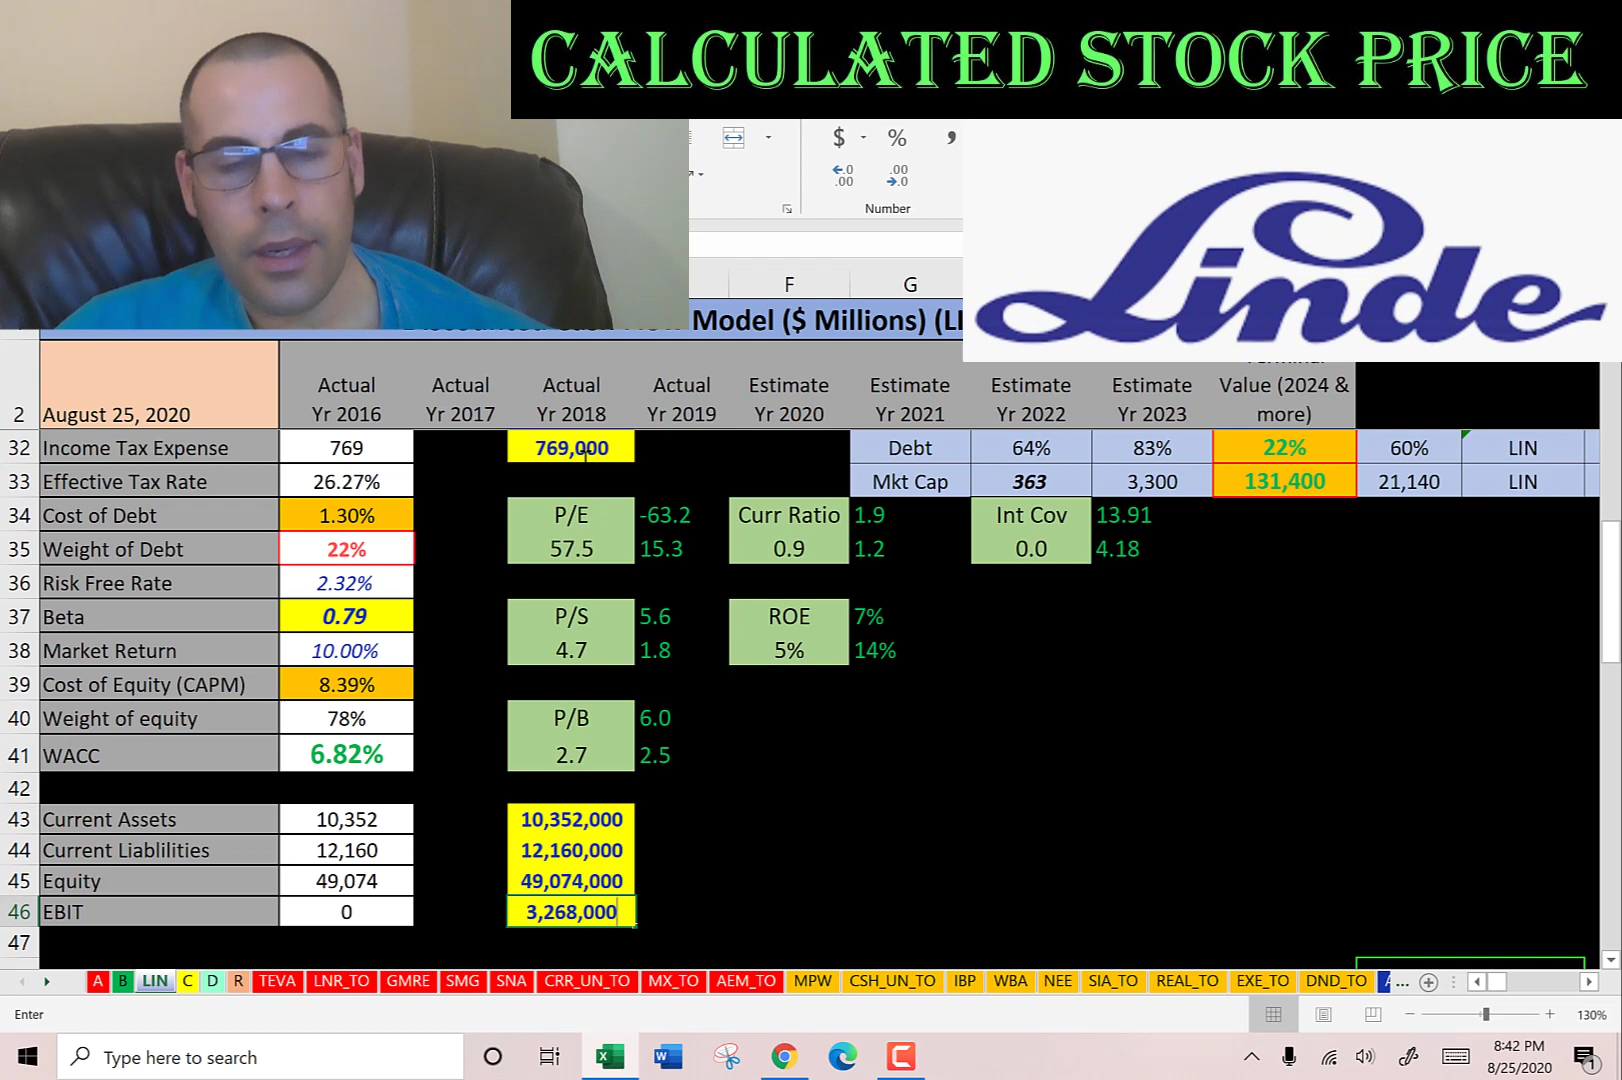 CALCULATED STOCK PRICE
$ %
Number
Linde
F G
Model ($ Millions) (LI
2 August 25, 2020 Actual Yr 2016 Actual Yr 2017 Actual Yr 2018 Actual Yr 2019 Estimate Yr 2020 Estimate Yr 2021 Estimate Yr 2022 Estimate Yr 2023 Value (2024 & more)
32 Income Tax Expense 769 769,000 Debt 64% 83% 22% 60% LIN
33 Effective Tax Rate 26.27% Mkt Cap 363 3,300 131,400 21,140 LIN
34 Cost of Debt 1.30% P/E -63.2 Curr Ratio 1.9 Int Cov 13.91
35 Weight of Debt 22% 57.5 15.3 0.9 1.2 0.0 4.18
36 Risk Free Rate 2.32%
37 Beta 0.79 P/S 5.6 ROE 7%
38 Market Return 10.00% 4.7 1.8 5% 14%
39 Cost of Equity (CAPM) 8.39%
40 Weight of equity 78% P/B 6.0
41 WACC 6.82% 2.7 2.5
42
43 Current Assets 10,352 10,352,000
44 Current Liablilities 12,160 12,160,000
45 Equity 49,074 49,074,000
46 EBIT 0 3,268,000
47
A B LIN C D R TEVA LNR_TO GMRE SMG SNA CRR_UN_TO MX_TO AEM_TO MPW CSH_UN_TO IBP WBA NEE SIA_TO REAL_TO EXE_TO DND_TO ...
Enter 130%
Type here to search 8:42 PM
8/25/2020